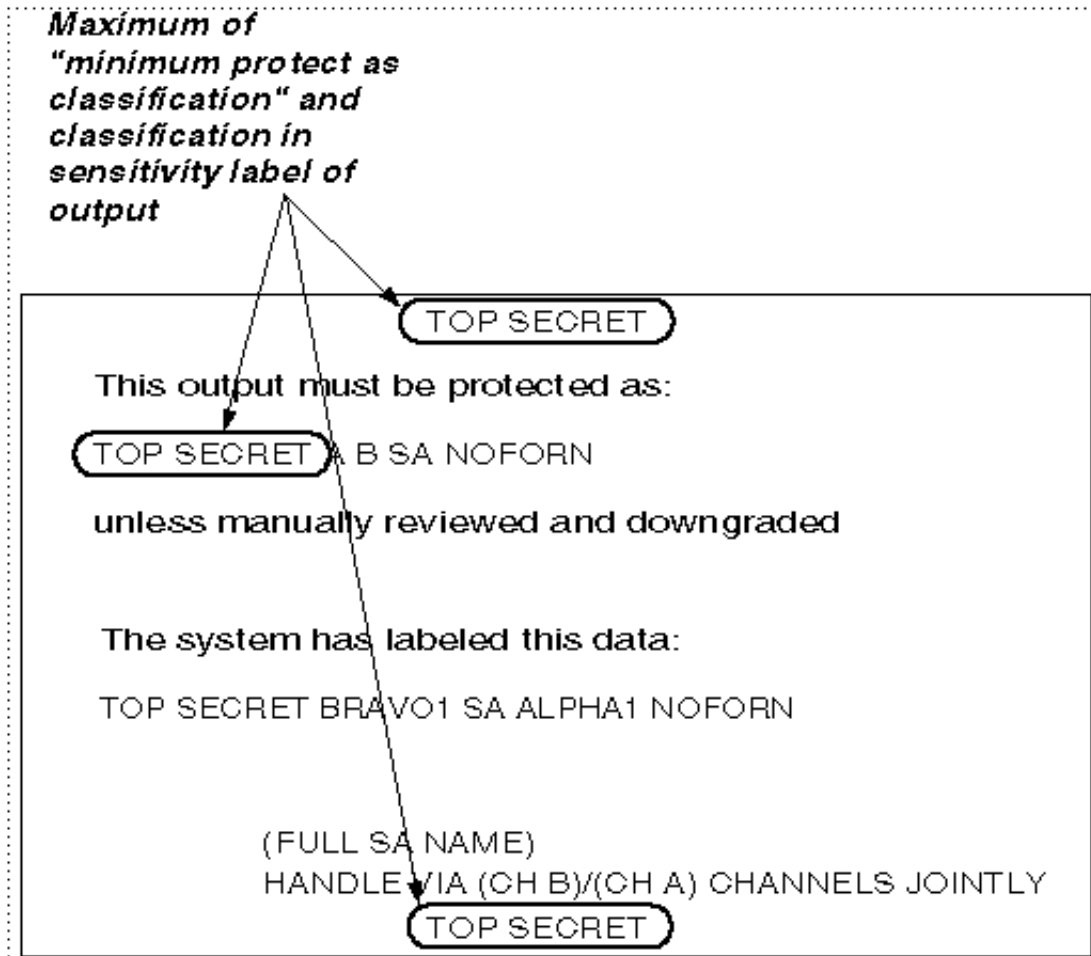 Maximum of
"minimum protect as
classification" and
classification in
sensitivity label of
output
TOP SECRET
This output must be protected as:
TOP SECRET A B SA NOFORN
unless manually reviewed and downgraded
The system has labeled this data:
TOP SECRET BRAVO1 SA ALPHA1 NOFORN
(FULL SA NAME)
HANDLE VIA (CH B)/(CH A) CHANNELS JOINTLY
TOP SECRET